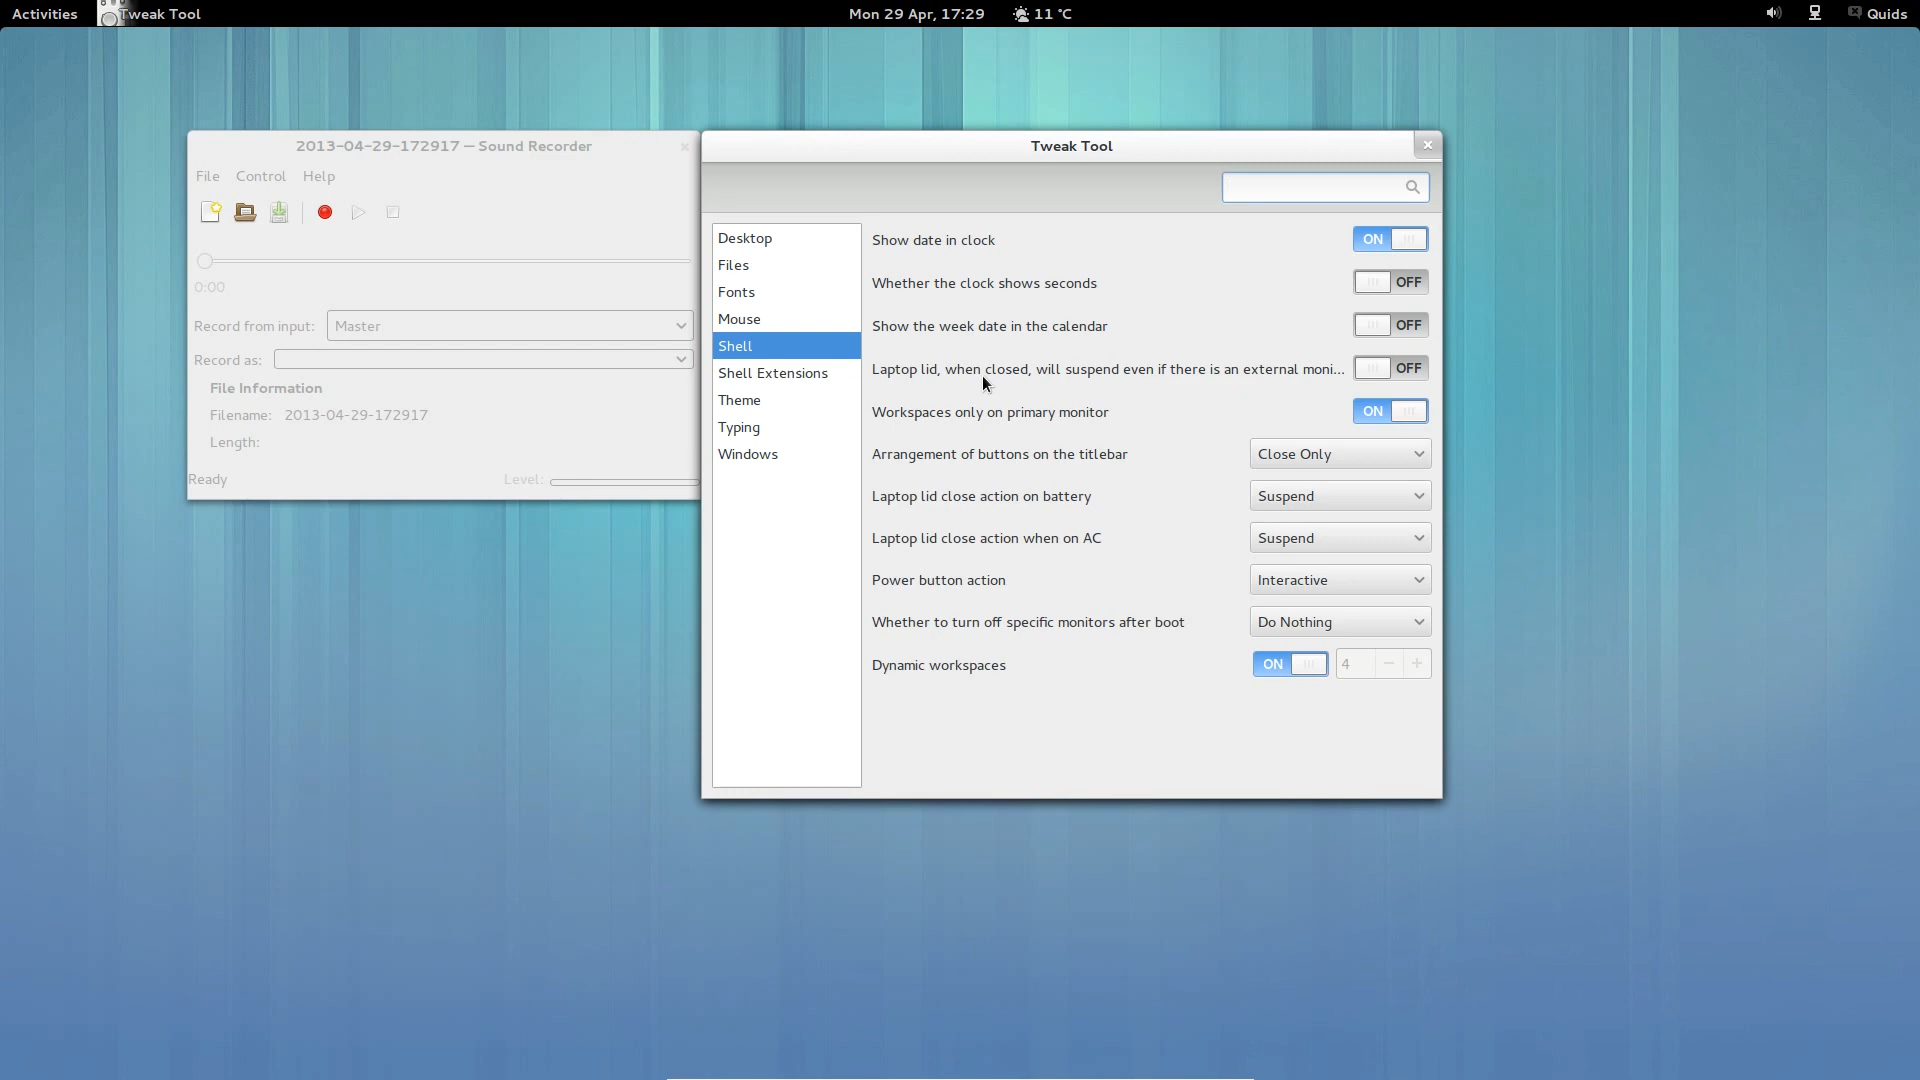 Activities Tweak Tool Mon 29 Apr, 17:29 11 °C Quids
2013-04-29-172917 — Sound Recorder
File Control Help
0:00
Record from input: Master
Record as:
File Information
Filename: 2013-04-29-172917
Length:
Ready Level:
Tweak Tool
Desktop
Files
Fonts
Mouse
Shell
Shell Extensions
Theme
Typing
Windows
Show date in clock ON
Whether the clock shows seconds OFF
Show the week date in the calendar OFF
Laptop lid, when closed, will suspend even if there is an external moni... OFF
Workspaces only on primary monitor ON
Arrangement of buttons on the titlebar Close Only
Laptop lid close action on battery Suspend
Laptop lid close action when on AC Suspend
Power button action Interactive
Whether to turn off specific monitors after boot Do Nothing
Dynamic workspaces ON 4